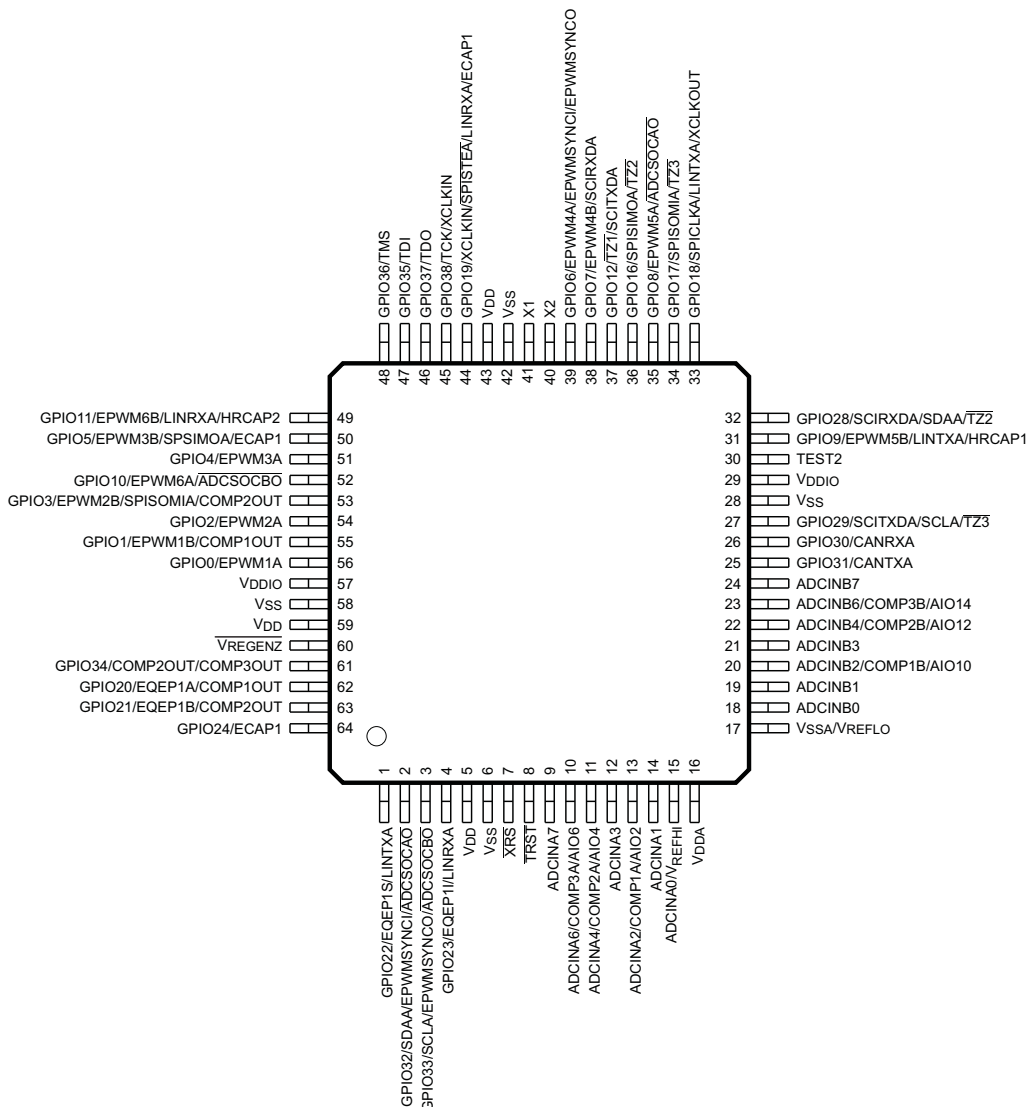 GPIO36/TMS
GPIO35/TDI
GPIO37/TDO
GPIO38/TCK/XCLKIN
GPIO19/XCLKIN/SPISTEA/LINRXA/ECAP1
VDD
VSS
X1
X2
GPIO6/EPWM4A/EPWMSYNCI/EPWMSYNCO
GPIO7/EPWM4B/SCIRXDA
GPIO12/TZ1/SCITXDA
GPIO16/SPISIMOA/TZ2
GPIO8/EPWM5A/ADCSOCAO
GPIO17/SPISOMIA/TZ3
GPIO18/SPICLKA/LINTXA/XCLKOUT
48 47 46 45 44 43 42 41 40 39 38 37 36 35 34 33
GPIO11/EPWM6B/LINRXA/HRCAP2 49
GPIO5/EPWM3B/SPSIMOA/ECAP1 50
GPIO4/EPWM3A 51
GPIO10/EPWM6A/ADCSOCBO 52
GPIO3/EPWM2B/SPISOMIA/COMP2OUT 53
GPIO2/EPWM2A 54
GPIO1/EPWM1B/COMP1OUT 55
GPIO0/EPWM1A 56
VDDIO 57
VSS 58
VDD 59
VREGENZ 60
GPIO34/COMP2OUT/COMP3OUT 61
GPIO20/EQEP1A/COMP1OUT 62
GPIO21/EQEP1B/COMP2OUT 63
GPIO24/ECAP1 64
32 GPIO28/SCIRXDA/SDAA/TZ2
31 GPIO9/EPWM5B/LINTXA/HRCAP1
30 TEST2
29 VDDIO
28 VSS
27 GPIO29/SCITXDA/SCLA/TZ3
26 GPIO30/CANRXA
25 GPIO31/CANTXA
24 ADCINB7
23 ADCINB6/COMP3B/AIO14
22 ADCINB4/COMP2B/AIO12
21 ADCINB3
20 ADCINB2/COMP1B/AIO10
19 ADCINB1
18 ADCINB0
17 VSSA/VREFLO
1 2 3 4 5 6 7 8 9 10 11 12 13 14 15 16
GPIO22/EQEP1S/LINTXA
GPIO32/SDAA/EPWMSYNCI/ADCSOCAO
GPIO33/SCLA/EPWMSYNCO/ADCSOCBO
GPIO23/EQEP1I/LINRXA
VDD
VSS
XRS
TRST
ADCINA7
ADCINA6/COMP3A/AIO6
ADCINA4/COMP2A/AIO4
ADCINA3
ADCINA2/COMP1A/AIO2
ADCINA1
ADCINA0/VREFHI
VDDA